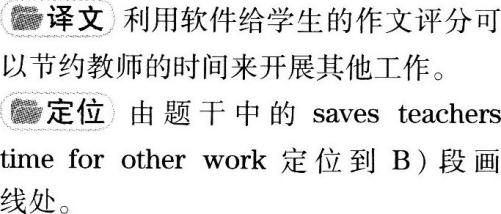 译文 利用软件给学生的作文评分可
以节约教师的时间来开展其他工作。
定位 由题干中的 saves teachers
time for other work 定位到 B）段画
线处。